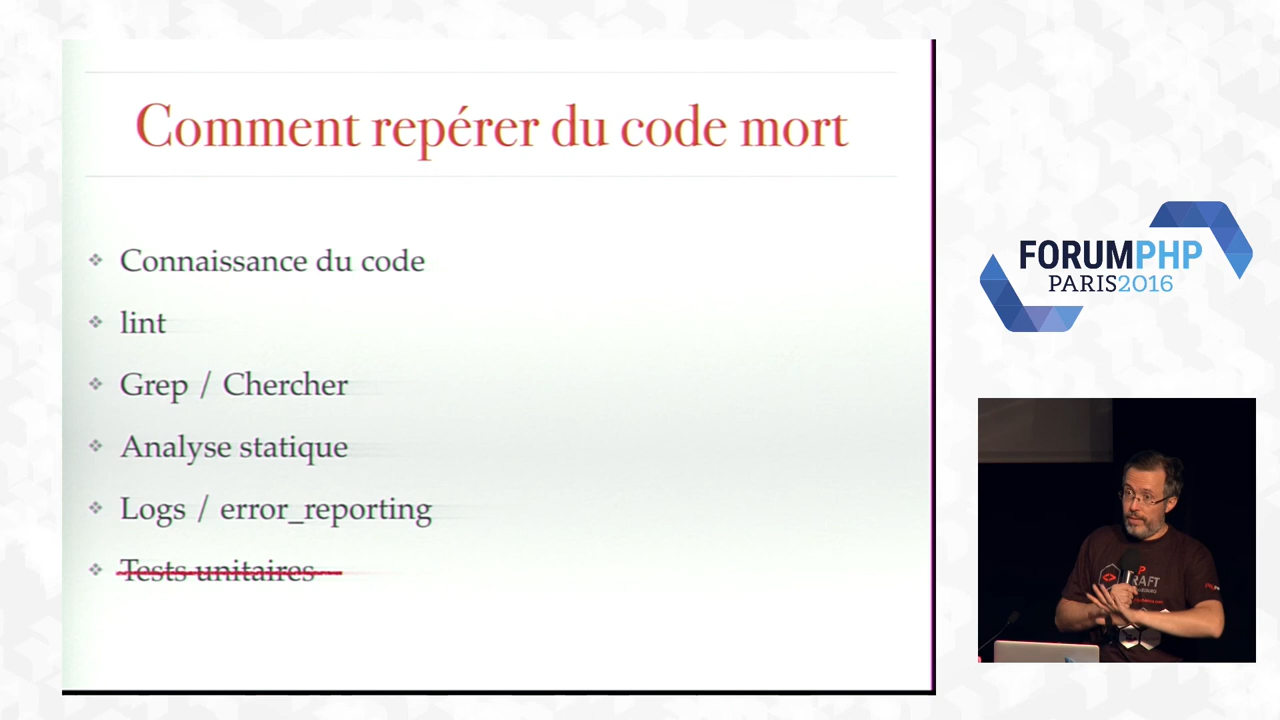 Comment repérer du code mort
Connaissance du code
lint
Grep / Chercher
Analyse statique
Logs / error_reporting
Tests unitaires
FORUMPHP
PARIS2016